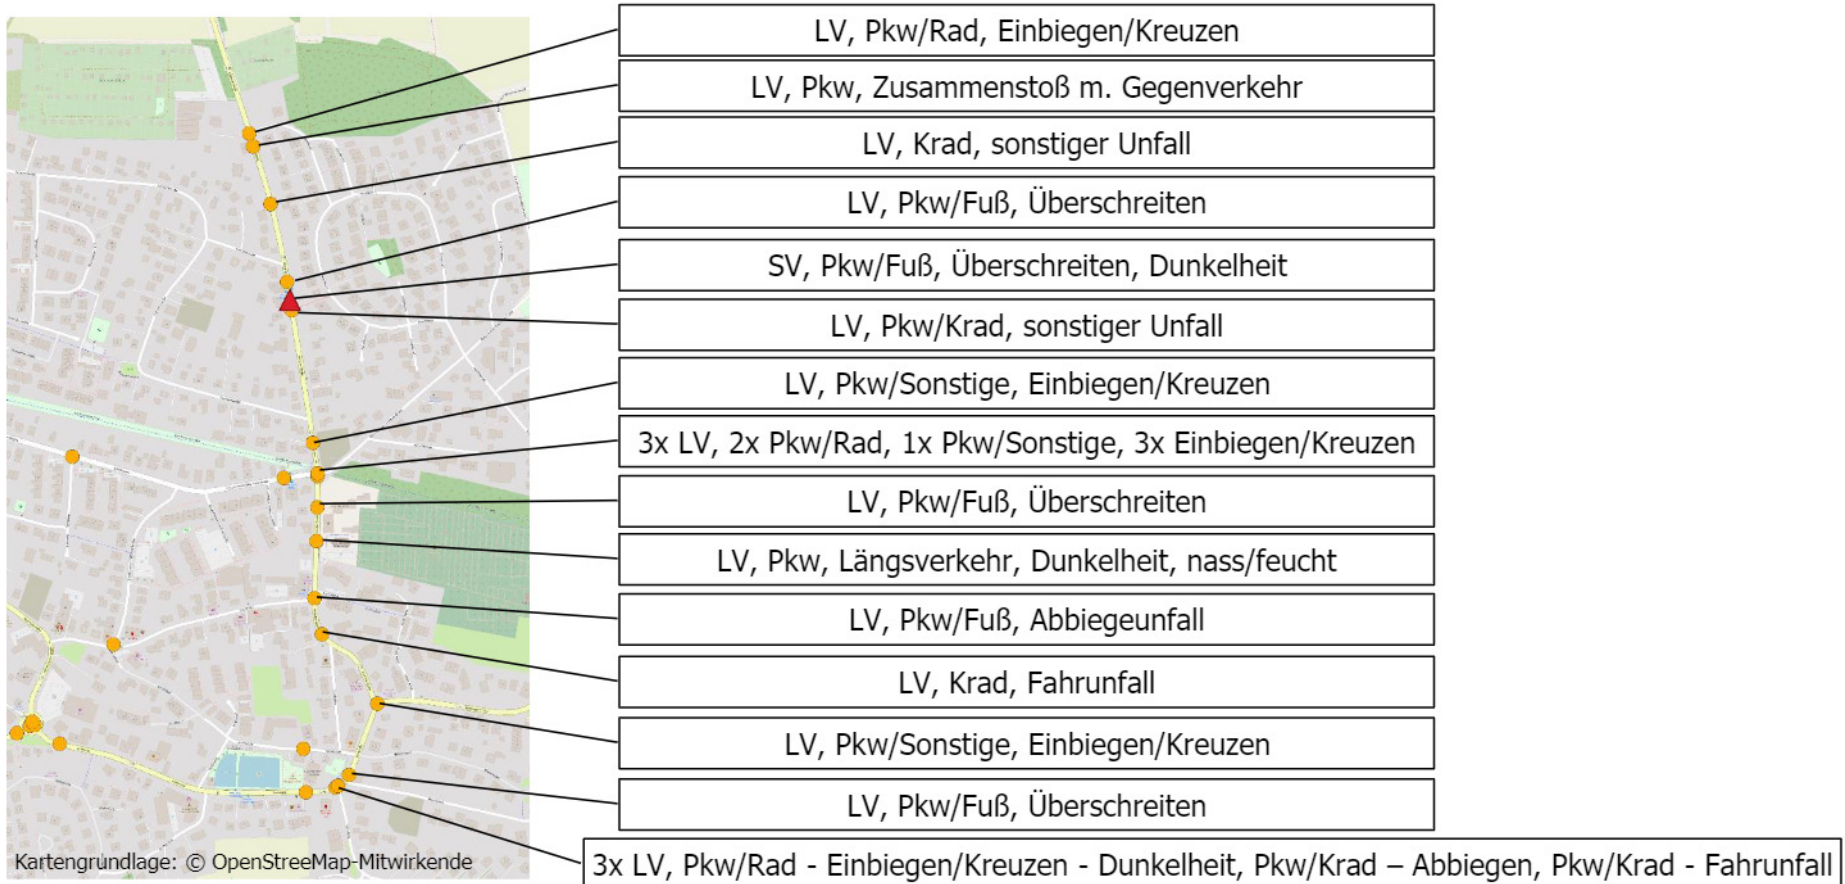 LV, Pkw/Rad, Einbiegen/Kreuzen
LV, Pkw, Zusammenstoß m. Gegenverkehr
LV, Krad, sonstiger Unfall
LV, Pkw/Fuß, Überschreiten
SV, Pkw/Fuß, Überschreiten, Dunkelheit
LV, Pkw/Krad, sonstiger Unfall
LV, Pkw/Sonstige, Einbiegen/Kreuzen
3x LV, 2x Pkw/Rad, 1x Pkw/Sonstige, 3x Einbiegen/Kreuzen
LV, Pkw/Fuß, Überschreiten
LV, Pkw, Längsverkehr, Dunkelheit, nass/feucht
LV, Pkw/Fuß, Abbiegeunfall
LV, Krad, Fahrunfall
LV, Pkw/Sonstige, Einbiegen/Kreuzen
LV, Pkw/Fuß, Überschreiten
3x LV, Pkw/Rad - Einbiegen/Kreuzen - Dunkelheit, Pkw/Krad – Abbiegen, Pkw/Krad - Fahrunfall
Kartengrundlage: © OpenStreeMap-Mitwirkende